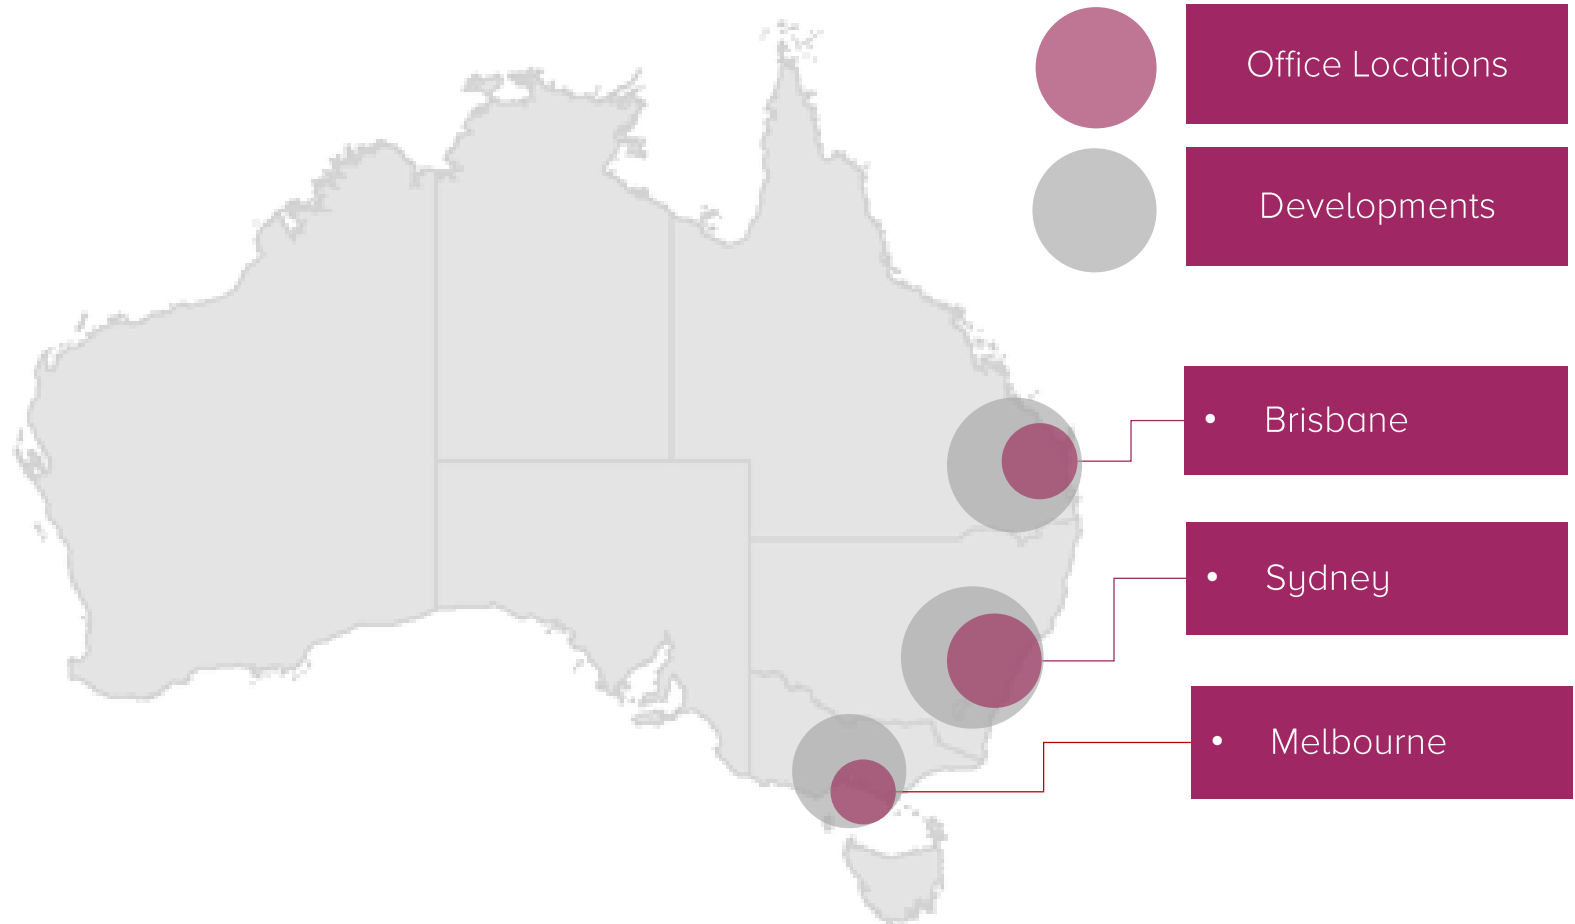 Office Locations
Developments
• Brisbane
• Sydney
• Melbourne